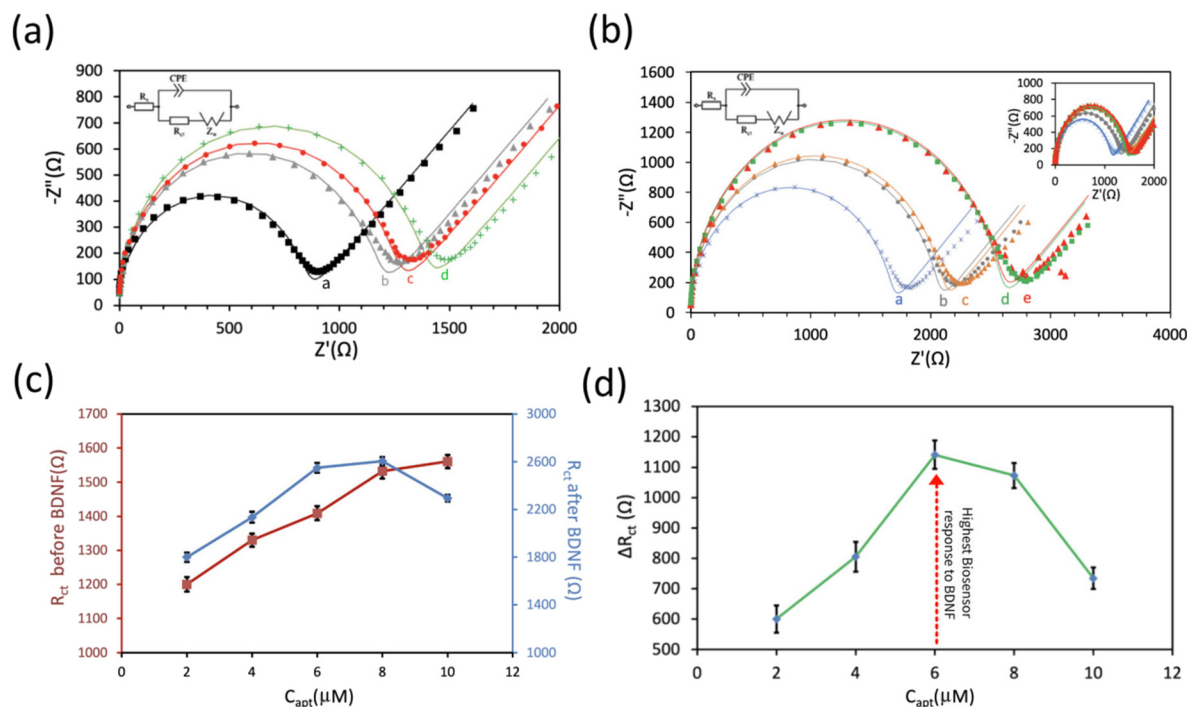 (a)
900
800
700
600
500
400
300
200
100
0
-Z"(Ω)
CPE
Rs
Rct
Zw
a
b
c
d
0
500
1000
1500
2000
Z'(Ω)
(b)
1600
1400
1200
1000
800
600
400
200
0
-Z"(Ω)
CPE
Rs
Rct
Zw
1000
800
600
400
200
0
-Z"(Ω)
0 1000 2000
Z'(Ω)
a
b
c
d
e
0
1000
2000
3000
4000
Z'(Ω)
(c)
1700
1600
1500
1400
1300
1200
1100
1000
Rct before BDNF(Ω)
3000
2600
2200
1800
1400
1000
Rct after BDNF (Ω)
0 2 4 6 8 10 12
Capt(μM)
(d)
1300
1200
1100
1000
900
800
700
600
500
ΔRct (Ω)
Highest Biosensor
response to BDNF
0 2 4 6 8 10 12
Capt(μM)